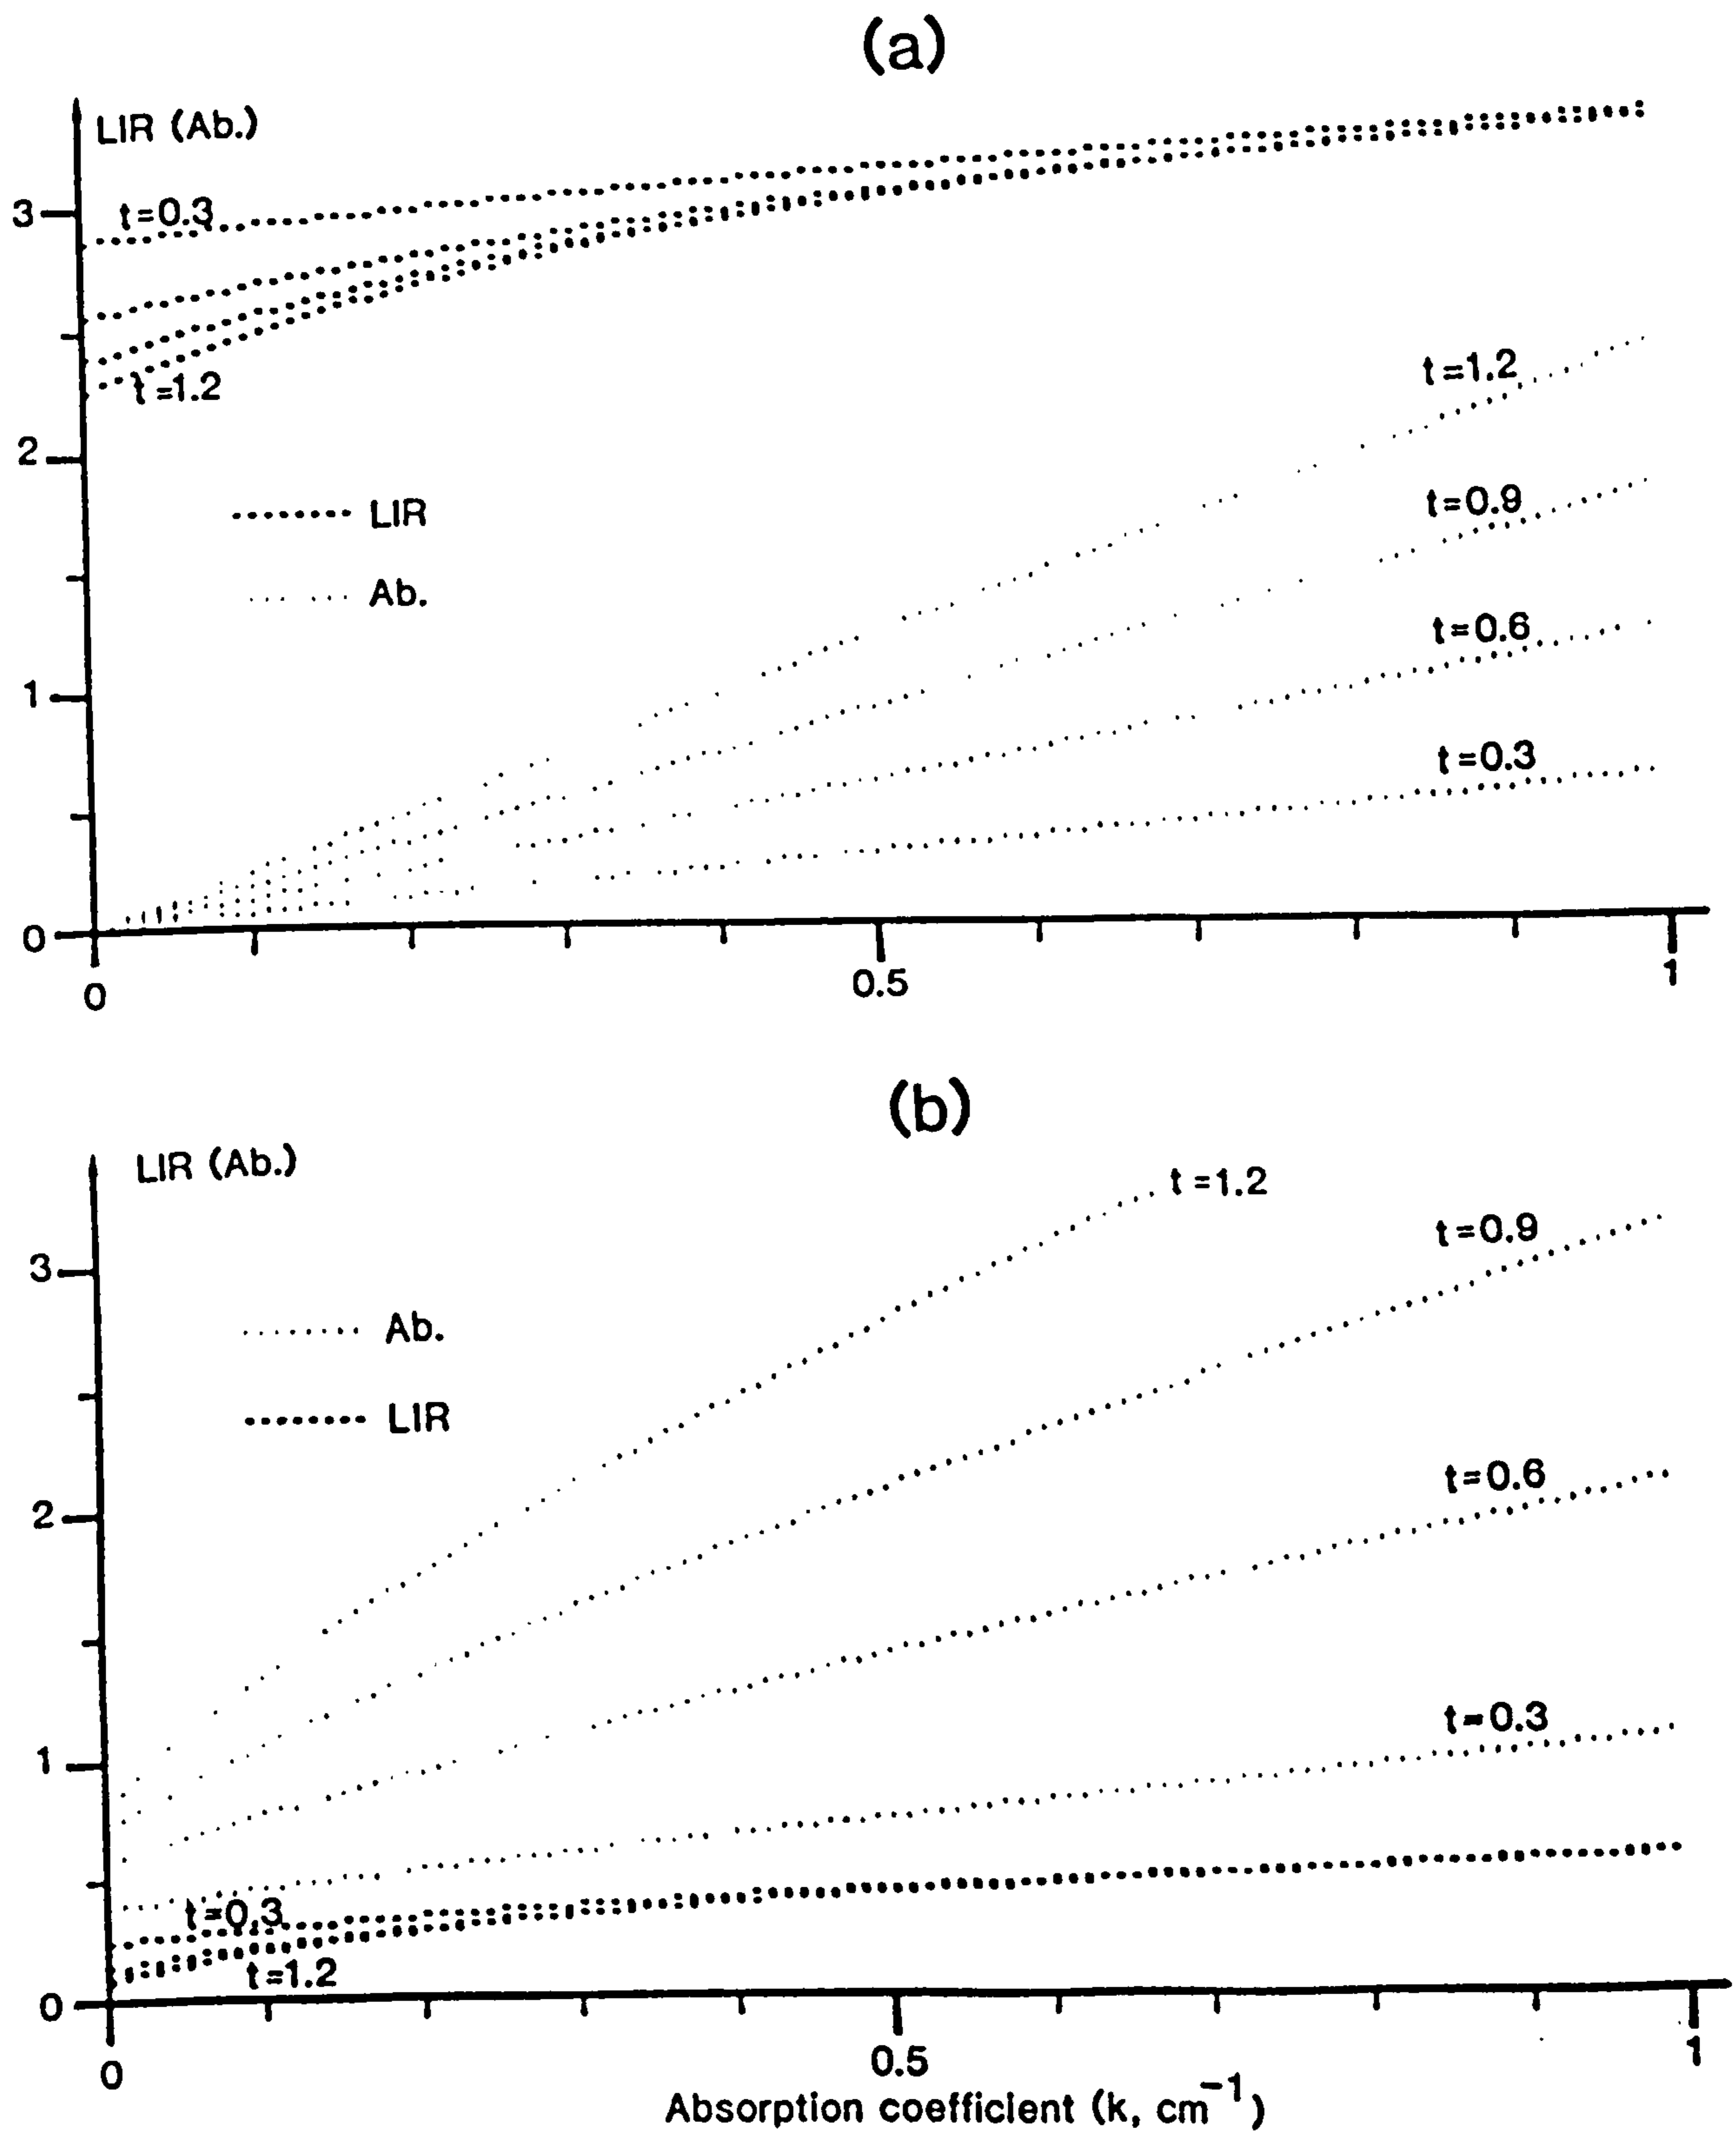 (a)
LIR (Ab.)
3
t=0.3
t=1.2
t=1.2
2
LIR
t=0.9
Ab.
t=0.6
1
t=0.3
0
0
0.5
1
(b)
LIR (Ab.)
t=1.2
t=0.9
3
Ab.
LIR
t=0.6
2
t=0.3
1
t=0.3
t=1.2
0
0
0.5
1
Absorption coefficient (k, cm⁻¹)